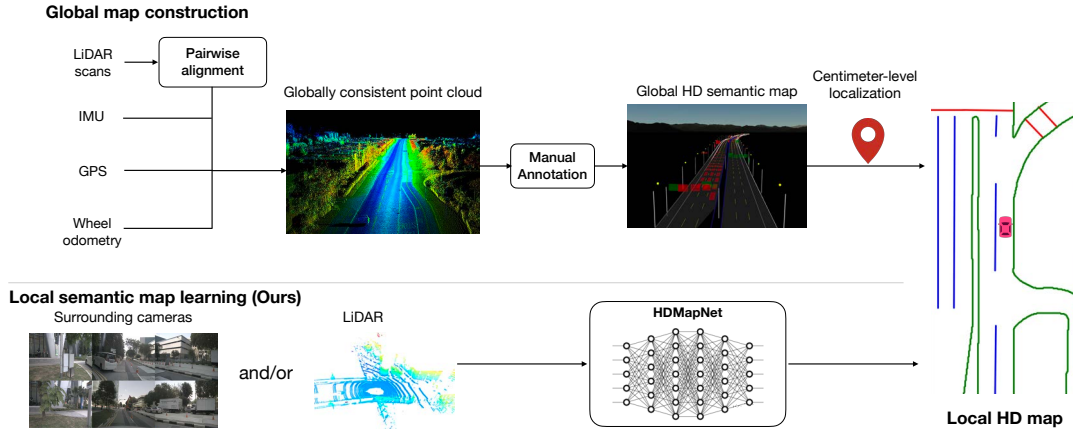 Global map construction
LiDAR
scans
Pairwise
alignment
IMU
GPS
Wheel
odometry
Globally consistent point cloud
Manual
Annotation
Global HD semantic map
Centimeter-level
localization
Local semantic map learning (Ours)
Surrounding cameras
and/or
LiDAR
HDMapNet
Local HD map